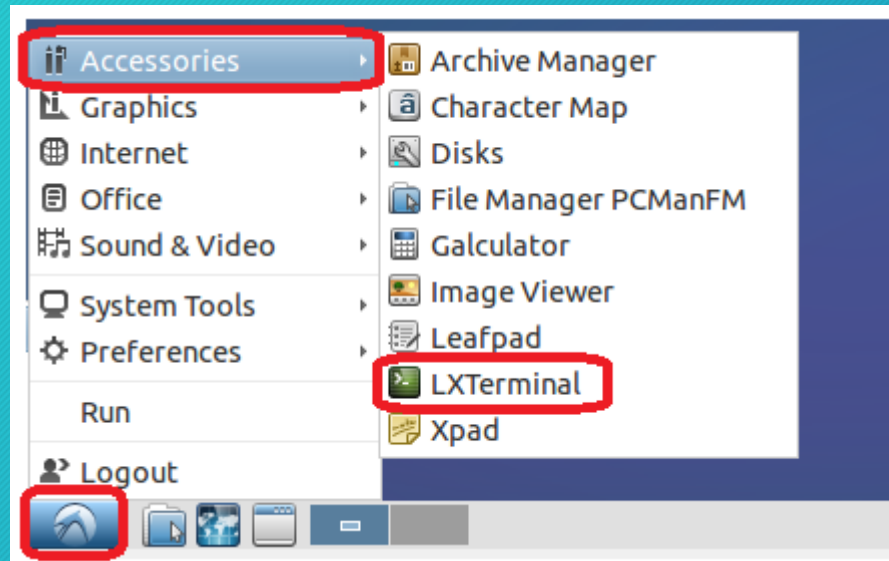 Accessories
Graphics
Internet
Office
Sound & Video
System Tools
Preferences
Run
Logout
Archive Manager
Character Map
Disks
File Manager PCManFM
Galculator
Image Viewer
Leafpad
LXTerminal
Xpad